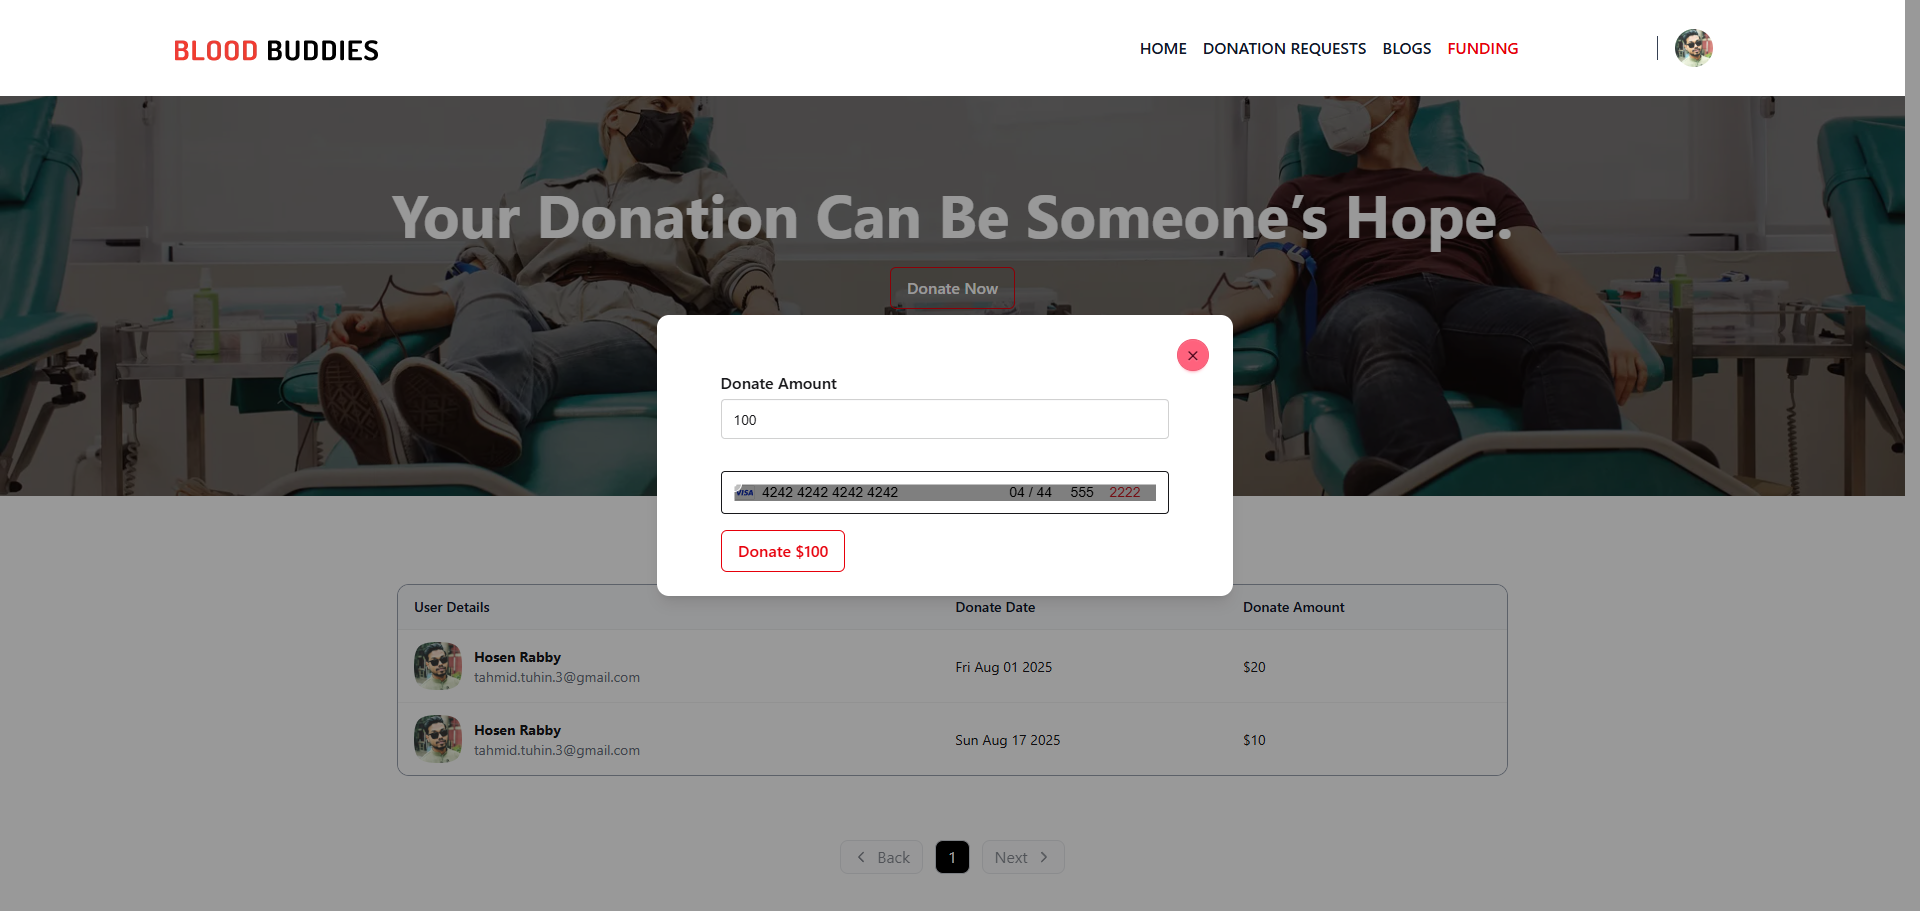 BLOOD BUDDIES
HOME DONATION REQUESTS BLOGS FUNDING
Your Donation Can Be Someone’s Hope.
Donate Now
Donate Amount
100
VISA 4242 4242 4242 4242 04 / 44 555 2222
Donate $100
User Details Donate Date Donate Amount
Hosen Rabby
tahmid.tuhin.3@gmail.com
Fri Aug 01 2025 $20
Hosen Rabby
tahmid.tuhin.3@gmail.com
Sun Aug 17 2025 $10
Back 1 Next